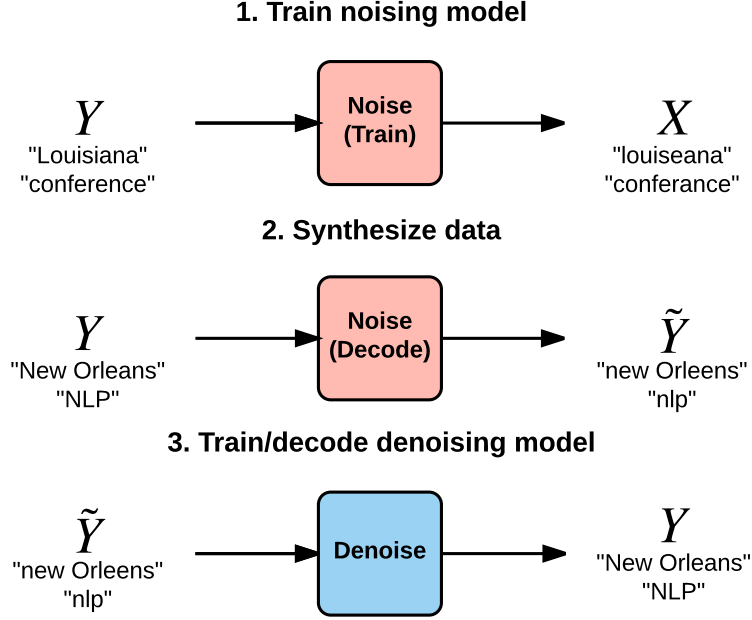 1. Train noising model
Y
"Louisiana"
"conference"
Noise
(Train)
X
"louiseana"
"conferance"
2. Synthesize data
Y
"New Orleans"
"NLP"
Noise
(Decode)
Ỹ
"new Orleens"
"nlp"
3. Train/decode denoising model
Ỹ
"new Orleens"
"nlp"
Denoise
Y
"New Orleans"
"NLP"